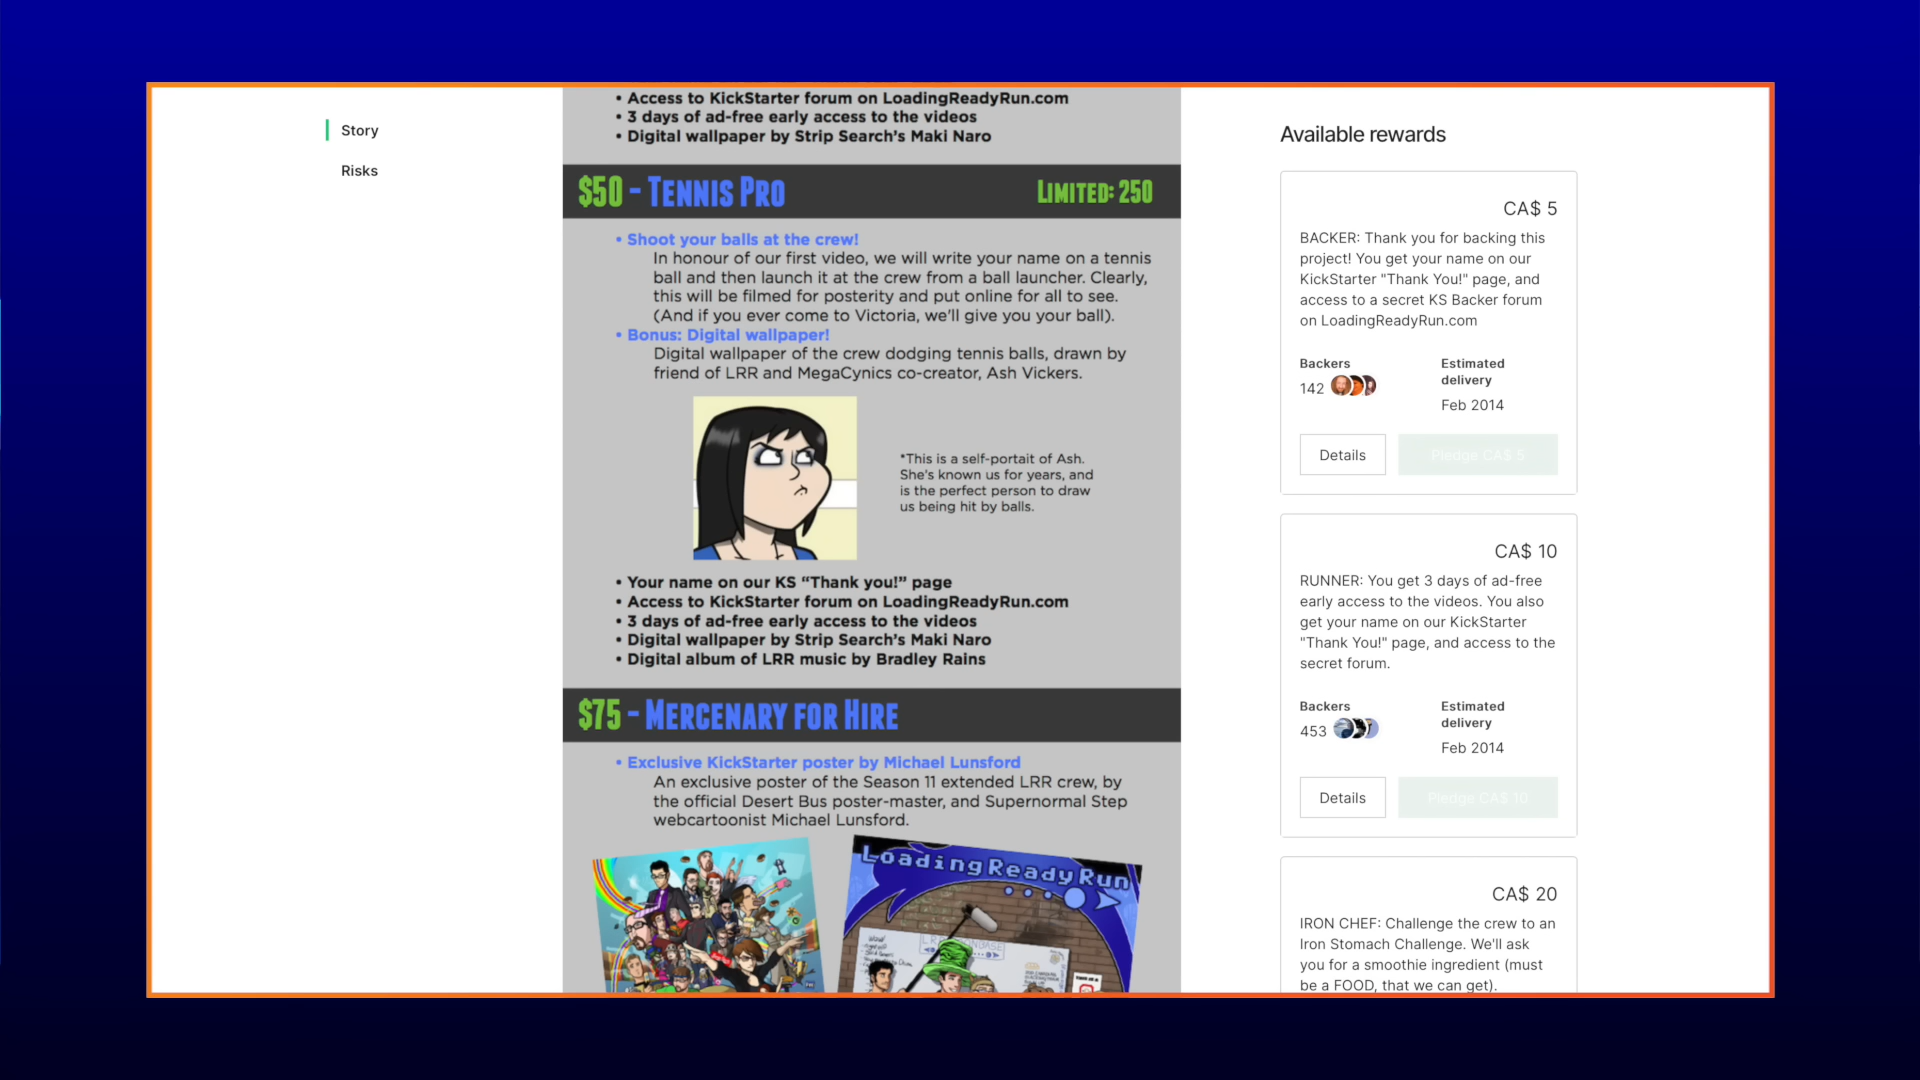 Story
Risks
• Access to KickStarter forum on LoadingReadyRun.com
• 3 days of ad-free early access to the videos
• Digital wallpaper by Strip Search's Maki Naro
$50 - Tennis Pro
Limited: 250
• Shoot your balls at the crew!
In honour of our first video, we will write your name on a tennis
ball and then launch it at the crew from a ball launcher. Clearly,
this will be filmed for posterity and put online for all to see.
(And if you ever come to Victoria, we'll give you your ball).
• Bonus: Digital wallpaper!
Digital wallpaper of the crew dodging tennis balls, drawn by
friend of LRR and MegaCynics co-creator, Ash Vickers.
*This is a self-portait of Ash.
She's known us for years, and
is the perfect person to draw
us being hit by balls.
• Your name on our KS “Thank you!” page
• Access to KickStarter forum on LoadingReadyRun.com
• 3 days of ad-free early access to the videos
• Digital wallpaper by Strip Search's Maki Naro
• Digital album of LRR music by Bradley Rains
$75 - Mercenary for Hire
• Exclusive KickStarter poster by Michael Lunsford
An exclusive poster of the Season 11 extended LRR crew, by
the official Desert Bus poster-master, and Supernormal Step
webcartoonist Michael Lunsford.
LoadingReadyRun
Available rewards
CA$ 5
BACKER: Thank you for backing this
project! You get your name on our
KickStarter "Thank You!" page, and
access to a secret KS Backer forum
on LoadingReadyRun.com
Backers
142
Estimated
delivery
Feb 2014
Details
Pledge CA$ 5
CA$ 10
RUNNER: You get 3 days of ad-free
early access to the videos. You also
get your name on our KickStarter
"Thank You!" page, and access to the
secret forum.
Backers
453
Estimated
delivery
Feb 2014
Details
Pledge CA$ 10
CA$ 20
IRON CHEF: Challenge the crew to an
Iron Stomach Challenge. We'll ask
you for a smoothie ingredient (must
be a FOOD, that we can get).